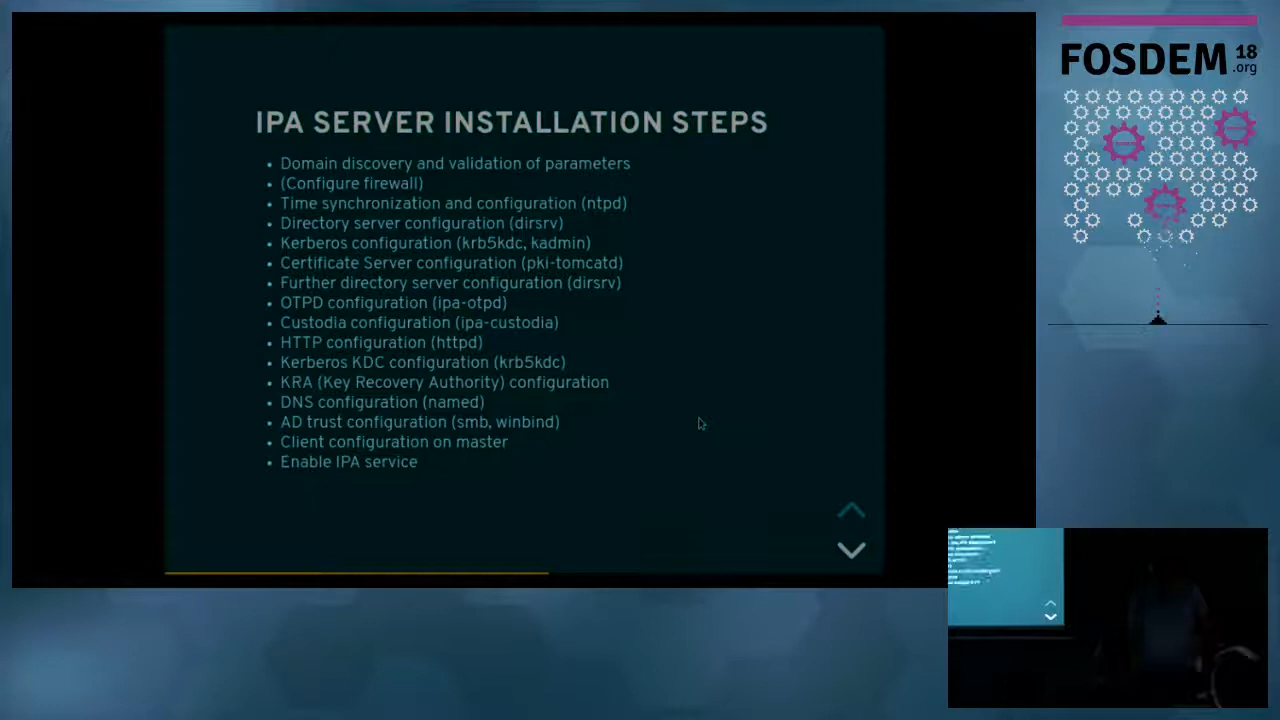 IPA SERVER INSTALLATION STEPS
• Domain discovery and validation of parameters
• (Configure firewall)
• Time synchronization and configuration (ntpd)
• Directory server configuration (dirsrv)
• Kerberos configuration (krb5kdc, kadmin)
• Certificate Server configuration (pki-tomcatd)
• Further directory server configuration (dirsrv)
• OTPD configuration (ipa-otpd)
• Custodia configuration (ipa-custodia)
• HTTP configuration (httpd)
• Kerberos KDC configuration (krb5kdc)
• KRA (Key Recovery Authority) configuration
• DNS configuration (named)
• AD trust configuration (smb, winbind)
• Client configuration on master
• Enable IPA service
FOSDEM 18
.org